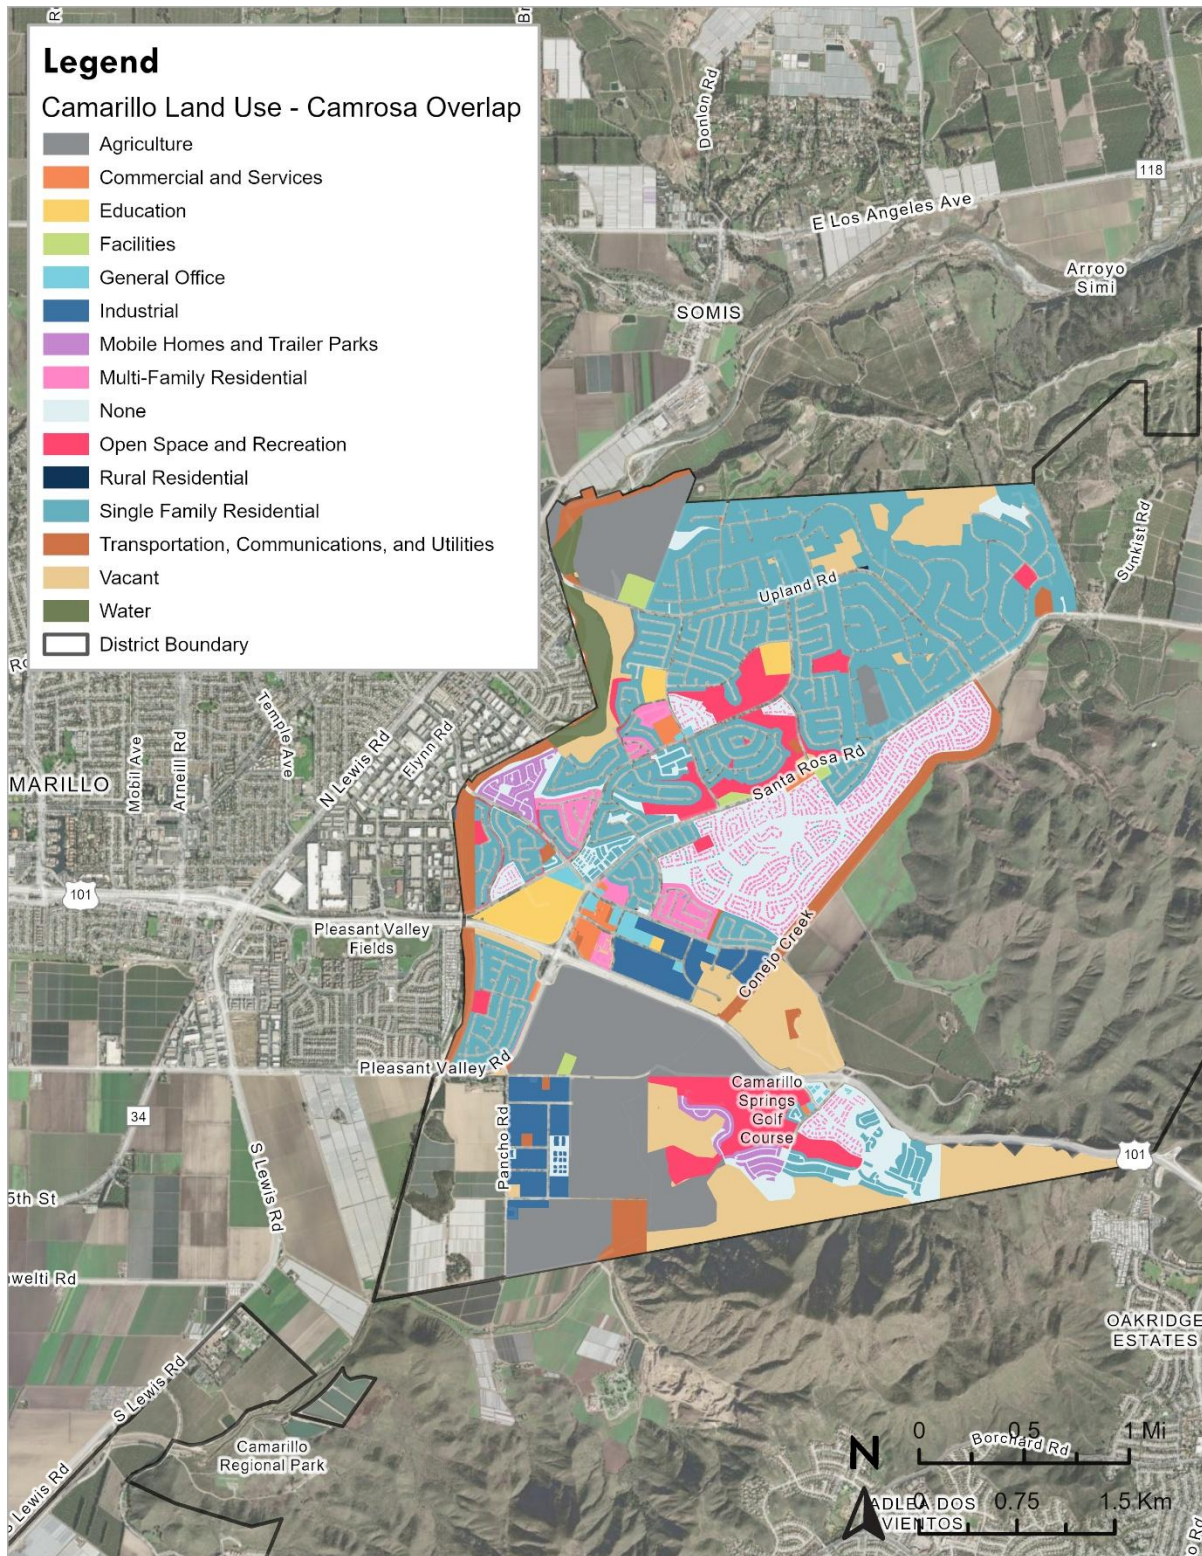 Legend
Camarillo Land Use - Camrosa Overlap
Agriculture
Commercial and Services
Education
Facilities
General Office
Industrial
Mobile Homes and Trailer Parks
Multi-Family Residential
None
Open Space and Recreation
Rural Residential
Single Family Residential
Transportation, Communications, and Utilities
Vacant
Water
District Boundary
Donlon Rd
118
E Los Angeles Ave
Arroyo
Simi
SOMIS
Sunkist Rd
Upland Rd
Temple Ave
Mobil Ave
Arneill Rd
N Lewis Rd
Flynn Rd
MARILLO
Santa Rosa Rd
101
Pleasant Valley
Fields
Conejo Creek
Pleasant Valley Rd
Camarillo
Springs
Golf
Course
34
Pancho Rd
S Lewis Rd
101
5th St
welti Rd
OAKRIDGE
ESTATES
S Lewis Rd
Camarillo
Regional Park
S Lewis Rd
N
0 0.5 1 Mi
Borchard Rd
0 0.75 1.5 Km
ADLEA DOS
VIENTOS